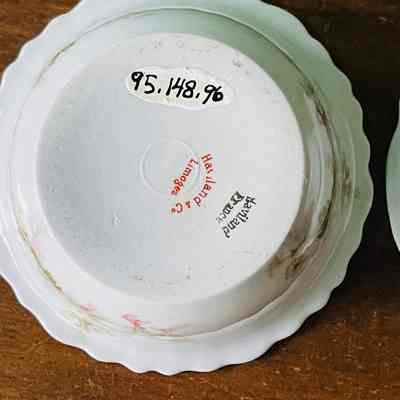 95.148.96
Haviland & Co
Limoges
Haviland
France